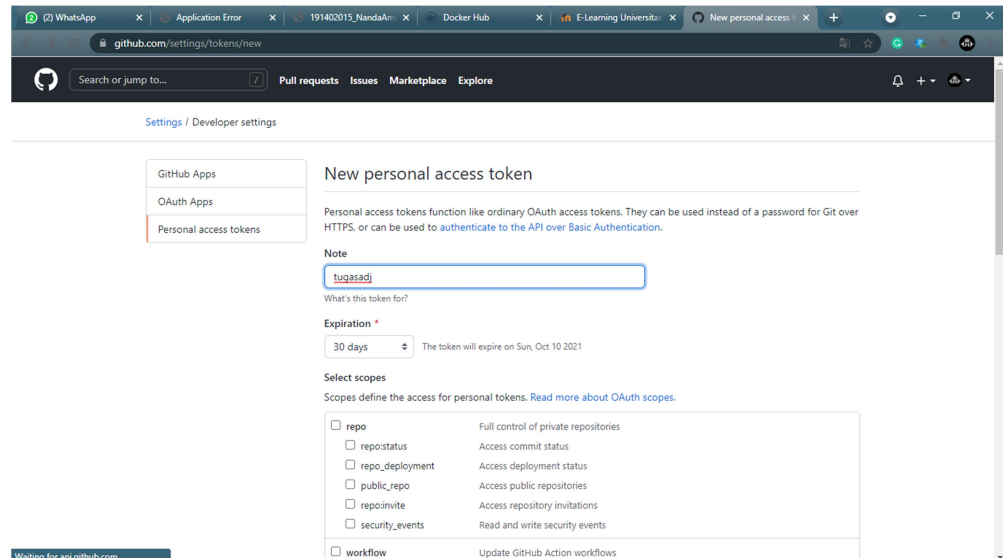 (2) WhatsApp
Application Error
191402015_NandaAm
Docker Hub
E-Learning Universitas
New personal access t
github.com/settings/tokens/new
Search or jump to...
/
Pull requests Issues Marketplace Explore
Settings / Developer settings
GitHub Apps
OAuth Apps
Personal access tokens
New personal access token
Personal access tokens function like ordinary OAuth access tokens. They can be used instead of a password for Git over
HTTPS, or can be used to authenticate to the API over Basic Authentication.
Note
tugasadj
What's this token for?
Expiration *
30 days The token will expire on Sun, Oct 10 2021
Select scopes
Scopes define the access for personal tokens. Read more about OAuth scopes.
repo Full control of private repositories
repo:status Access commit status
repo_deployment Access deployment status
public_repo Access public repositories
repo:invite Access repository invitations
security_events Read and write security events
workflow Update GitHub Action workflows
Waiting for api.github.com